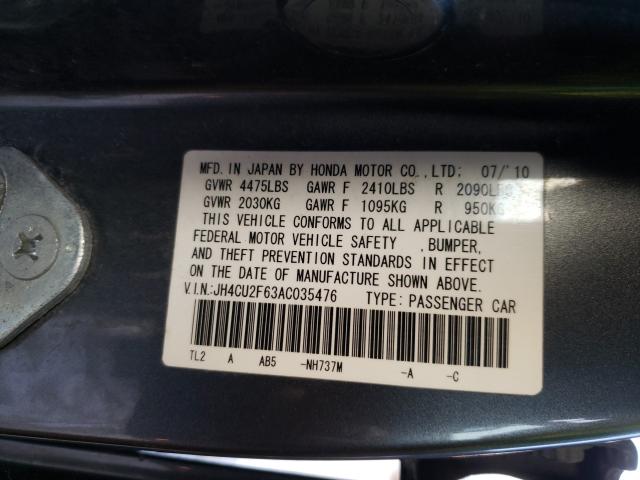 MFD. IN JAPAN BY HONDA MOTOR CO.,LTD: 07/'10
GVWR 4475LBS GAWR F 2410LBS R 2090LBS
GVWR 2030KG GAWR F 1095KG R 950KG
THIS VEHICLE CONFORMS TO ALL APPLICABLE
FEDERAL MOTOR VEHICLE SAFETY ,BUMPER,
AND THEFT PREVENTION STANDARDS IN EFFECT
ON THE DATE OF MANUFACTURE SHOWN ABOVE.
V.I.N.:JH4CU2F63AC035476 TYPE: PASSENGER CAR
TL2 A AB5 -NH737M -A -C